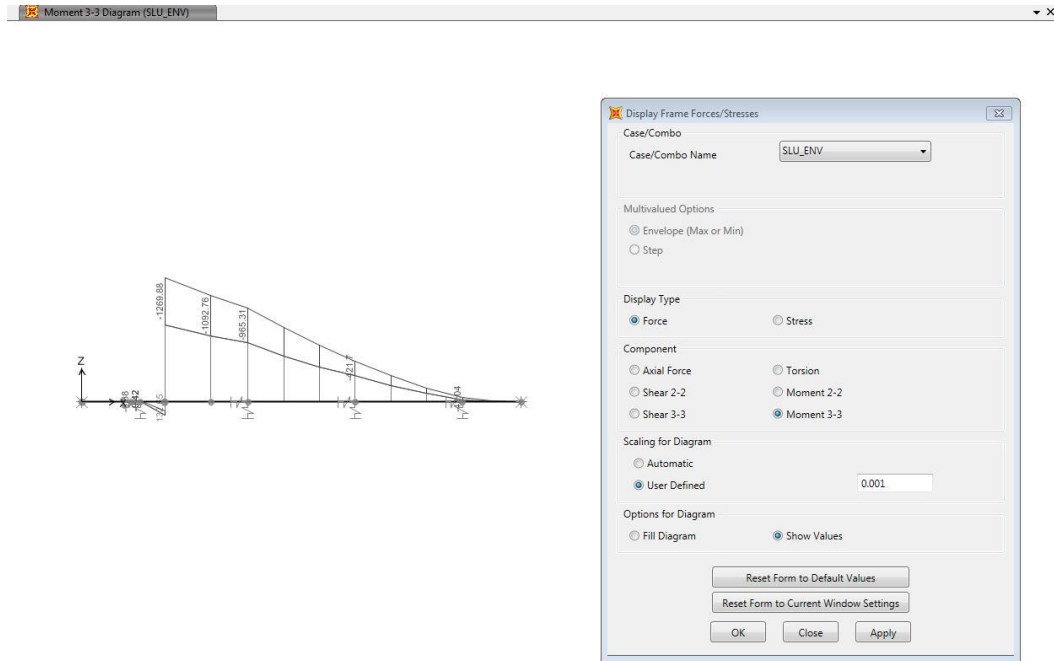 Moment 3-3 Diagram (SLU_ENV)
-1269.88
-1092.76
-965.31
-421.7
Z
X
Display Frame Forces/Stresses
Case/Combo
Case/Combo Name
SLU_ENV
Multivalued Options
Envelope (Max or Min)
Step
Display Type
Force
Stress
Component
Axial Force
Torsion
Shear 2-2
Moment 2-2
Shear 3-3
Moment 3-3
Scaling for Diagram
Automatic
User Defined
0.001
Options for Diagram
Fill Diagram
Show Values
Reset Form to Default Values
Reset Form to Current Window Settings
OK
Close
Apply